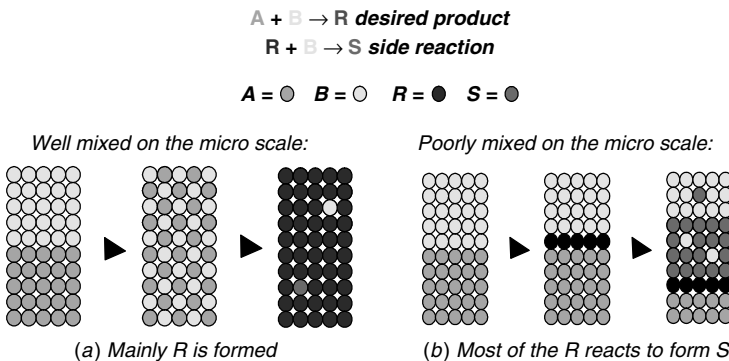 A + B → R desired product
R + B → S side reaction
A = B = R = S =
Well mixed on the micro scale:
Poorly mixed on the micro scale:
(a) Mainly R is formed
(b) Most of the R reacts to form S